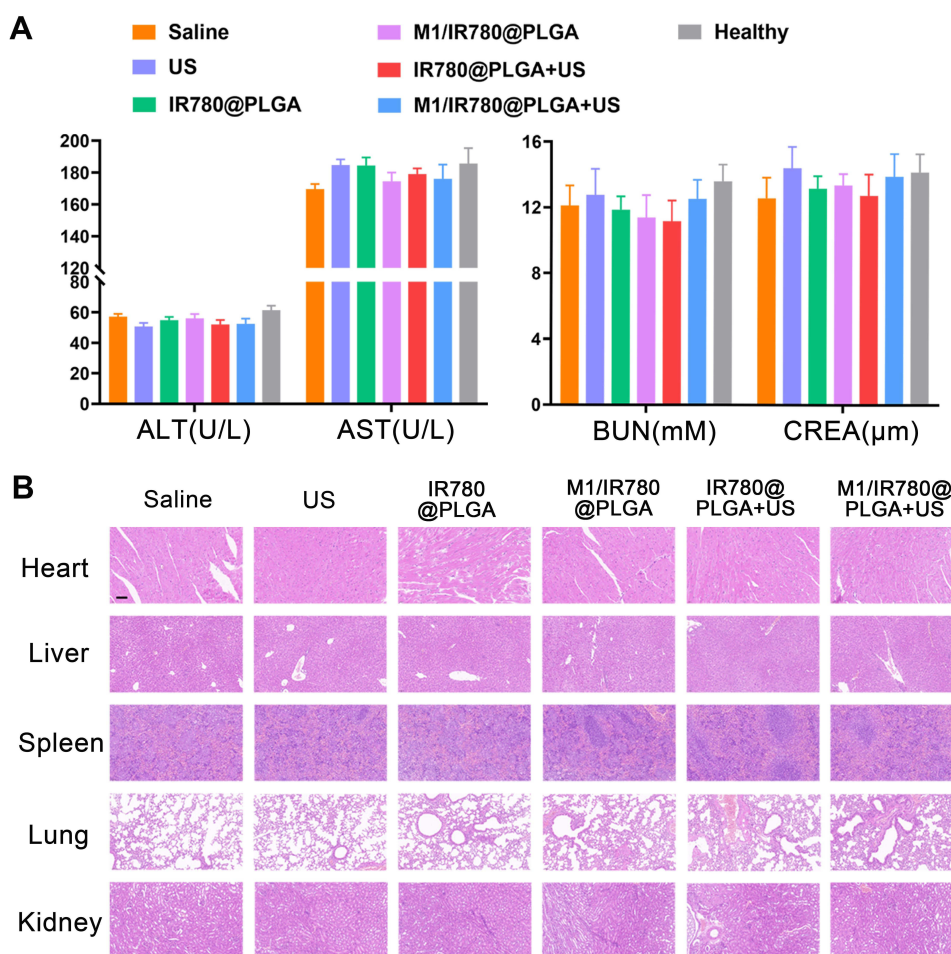 A
Saline
M1/IR780@PLGA
Healthy
US
IR780@PLGA+US
IR780@PLGA
M1/IR780@PLGA+US
200
180
160
140
120
80
60
40
20
0
ALT(U/L)
AST(U/L)
16
12
8
4
0
BUN(mM)
CREA(μm)
B
Saline
US
IR780
@PLGA
M1/IR780
@PLGA
IR780@
PLGA+US
M1/IR780@
PLGA+US
Heart
Liver
Spleen
Lung
Kidney